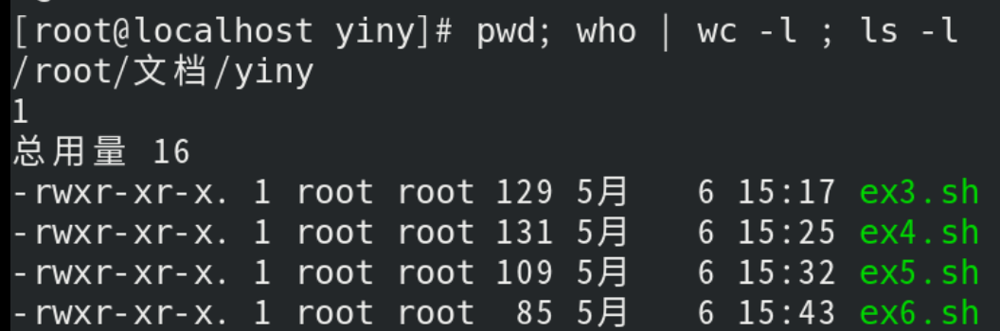 [root@localhost yiny]# pwd; who | wc -l ; ls -l
/root/文档/yiny
1
总用量 16
-rwxr-xr-x. 1 root root 129 5月   6 15:17 ex3.sh
-rwxr-xr-x. 1 root root 131 5月   6 15:25 ex4.sh
-rwxr-xr-x. 1 root root 109 5月   6 15:32 ex5.sh
-rwxr-xr-x. 1 root root  85 5月   6 15:43 ex6.sh